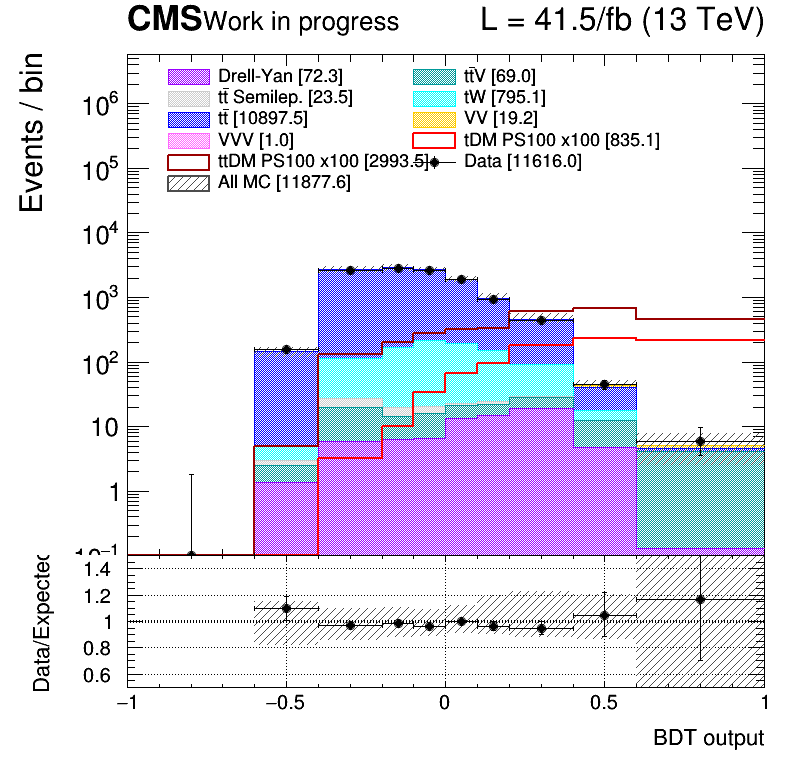 CMS Work in progress L = 41.5/fb (13 TeV)
Events / bin
Drell-Yan [72.3] tt̄V [69.0]
tt̄ Semilep. [23.5] tW [795.1]
tt̄ [10897.5] VV [19.2]
VVV [1.0] tDM PS100 x100 [835.1]
ttDM PS100 x100 [2993.5] Data [11616.0]
All MC [11877.6]
10⁶
10⁵
10⁴
10³
10²
10
1
10⁻¹
Data/Expected
1.4
1.2
1
0.8
0.6
−1 −0.5 0 0.5 1
BDT output